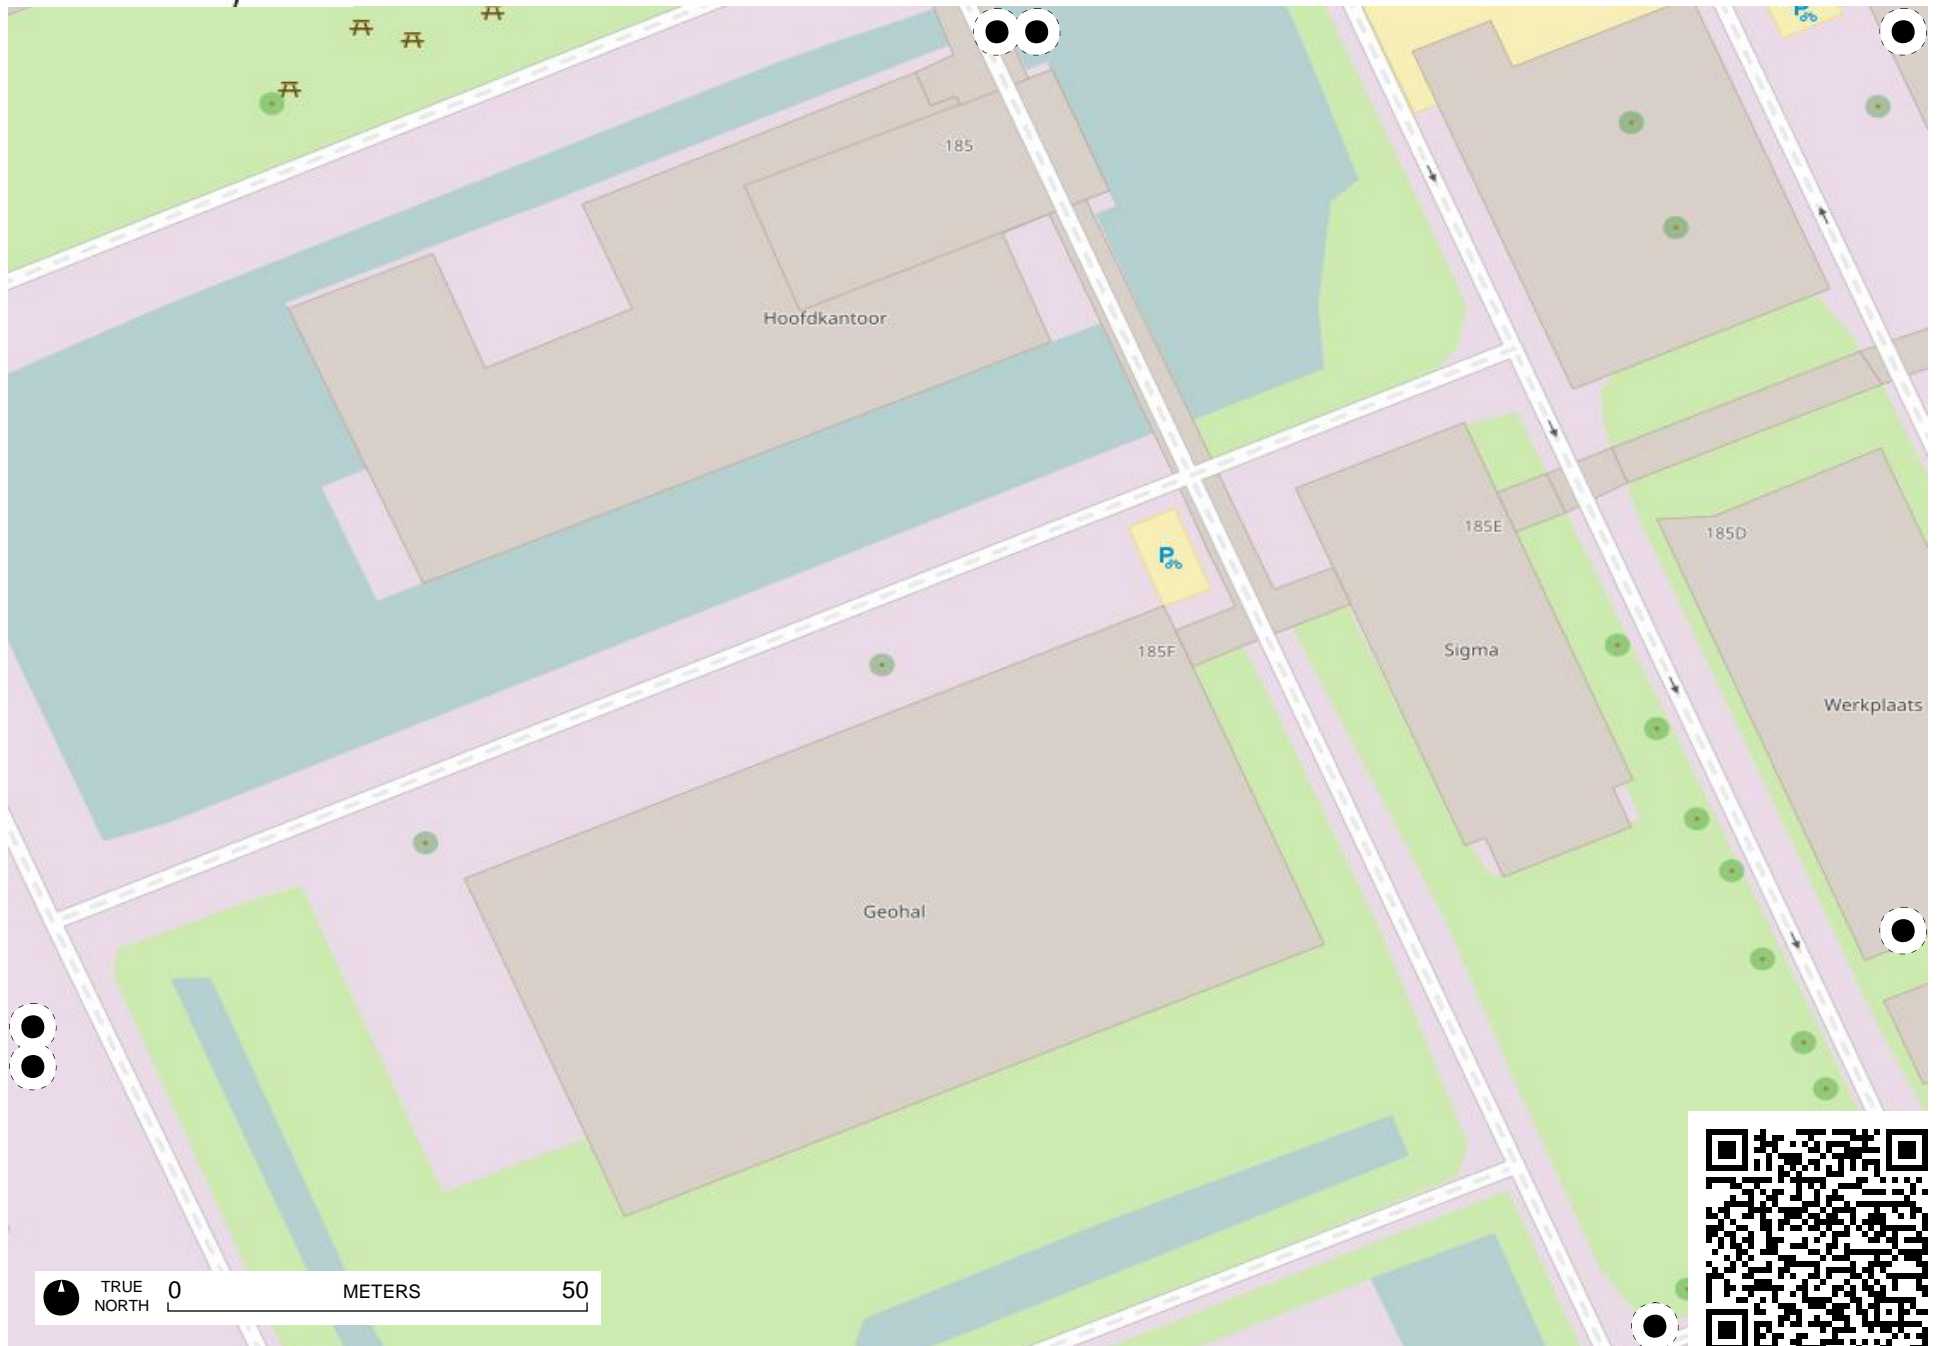 185
Hoofdkantoor
185E
185D
185F
Sigma
Werkplaats
Geohal
TRUE NORTH
0 METERS 50